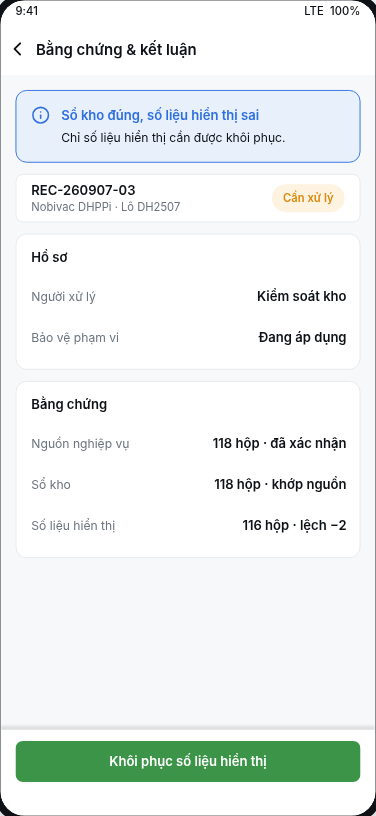 9:41
LTE 100%
Bằng chứng & kết luận
Sổ kho đúng, số liệu hiển thị sai
Chỉ số liệu hiển thị cần được khôi phục.
REC-260907-03
Nobivac DHPPi · Lô DH2507
Cần xử lý
Hồ sơ
Người xử lý
Kiểm soát kho
Bảo vệ phạm vi
Đang áp dụng
Bằng chứng
Nguồn nghiệp vụ
118 hộp · đã xác nhận
Sổ kho
118 hộp · khớp nguồn
Số liệu hiển thị
116 hộp · lệch −2
Khôi phục số liệu hiển thị